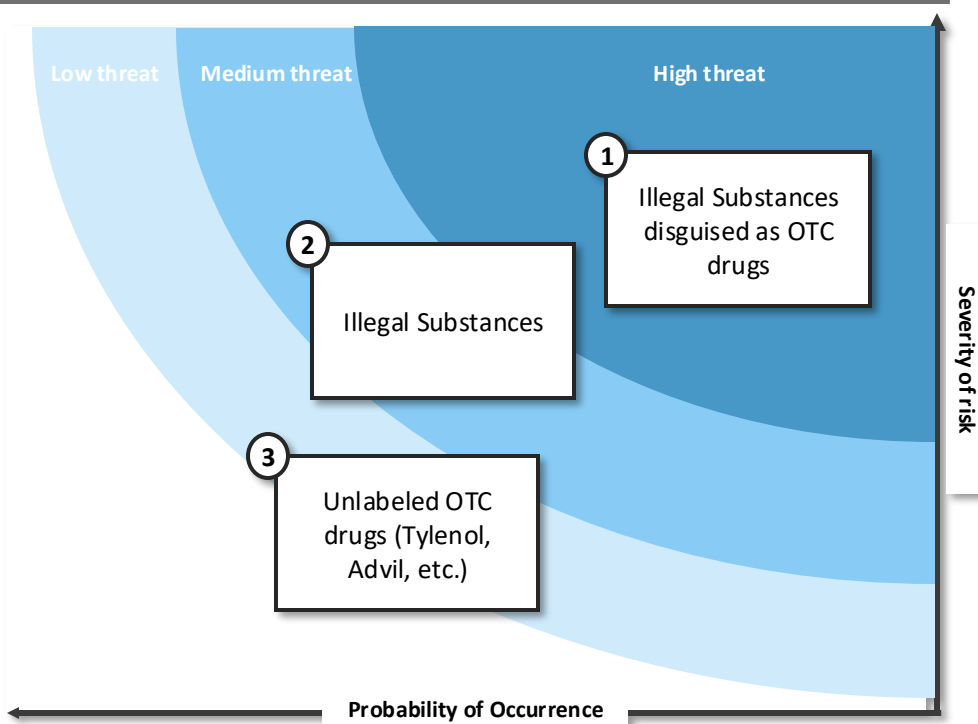 Low threat
Medium threat
High threat
1
Illegal Substances
disguised as OTC
drugs
2
Illegal Substances
3
Unlabeled OTC
drugs (Tylenol,
Advil, etc.)
Severity of risk
Probability of Occurrence